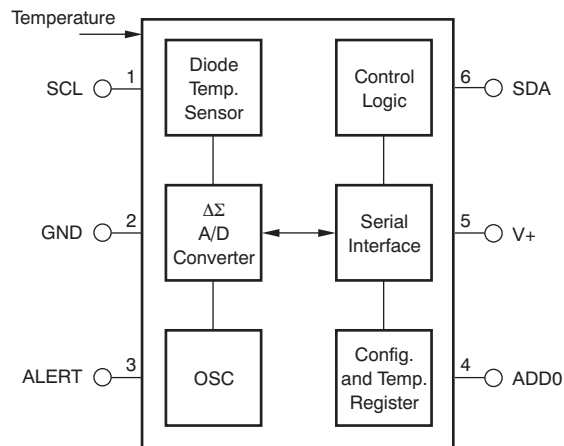 Temperature
SCL
1
Diode
Temp.
Sensor
Control
Logic
6
SDA
GND
2
ΔΣ
A/D
Converter
Serial
Interface
5
V+
ALERT
3
OSC
Config.
and Temp.
Register
4
ADD0